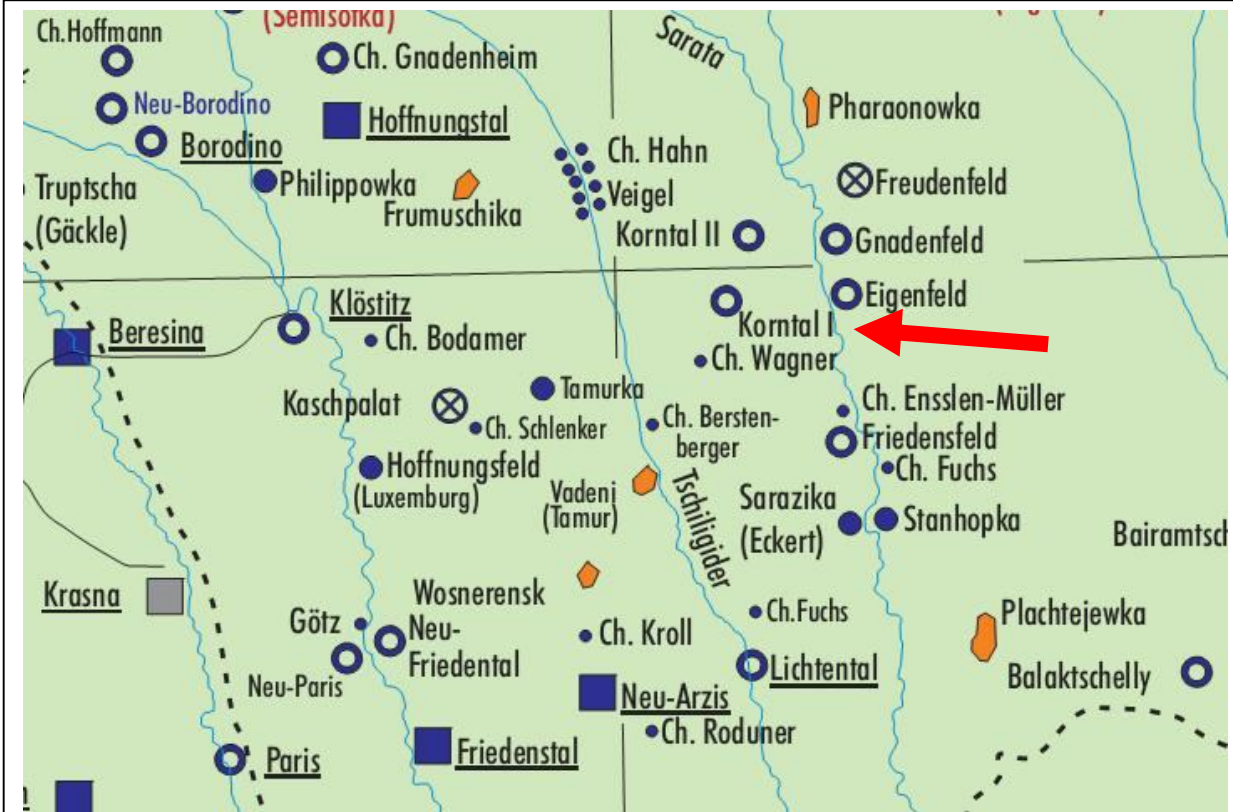 (Semisofka)
Ch.Hoffmann
Ch. Gnadenheim
Sarata
Neu-Borodino
Pharaonowka
Hoffnungstal
Borodino
Ch. Hahn
Truptscha
(Gäckle)
Philippowka
Frumuschika
Veigel
Freudenfeld
Korntal II
Gnadenfeld
Klöstitz
Eigenfeld
Korntal I
Beresina
Ch. Bodamer
Ch. Wagner
Kaschpalat
Tamurka
Ch. Schlenker
Ch. Bersten-
berger
Ch. Ensslen-Müller
Friedensfeld
Hoffnungsfeld
(Luxemburg)
Ch. Fuchs
Vadeni
(Tamur)
Tschiligider
Sarazika
(Eckert)
Stanhopka
Bairamtsch
Krasna
Wosnerensk
Götz
Neu-
Friedental
Ch. Kroll
Ch.Fuchs
Plachtejewka
Neu-Paris
Neu-Arzis
Lichtental
Balaktschelly
Paris
Friedenstal
Ch. Roduner